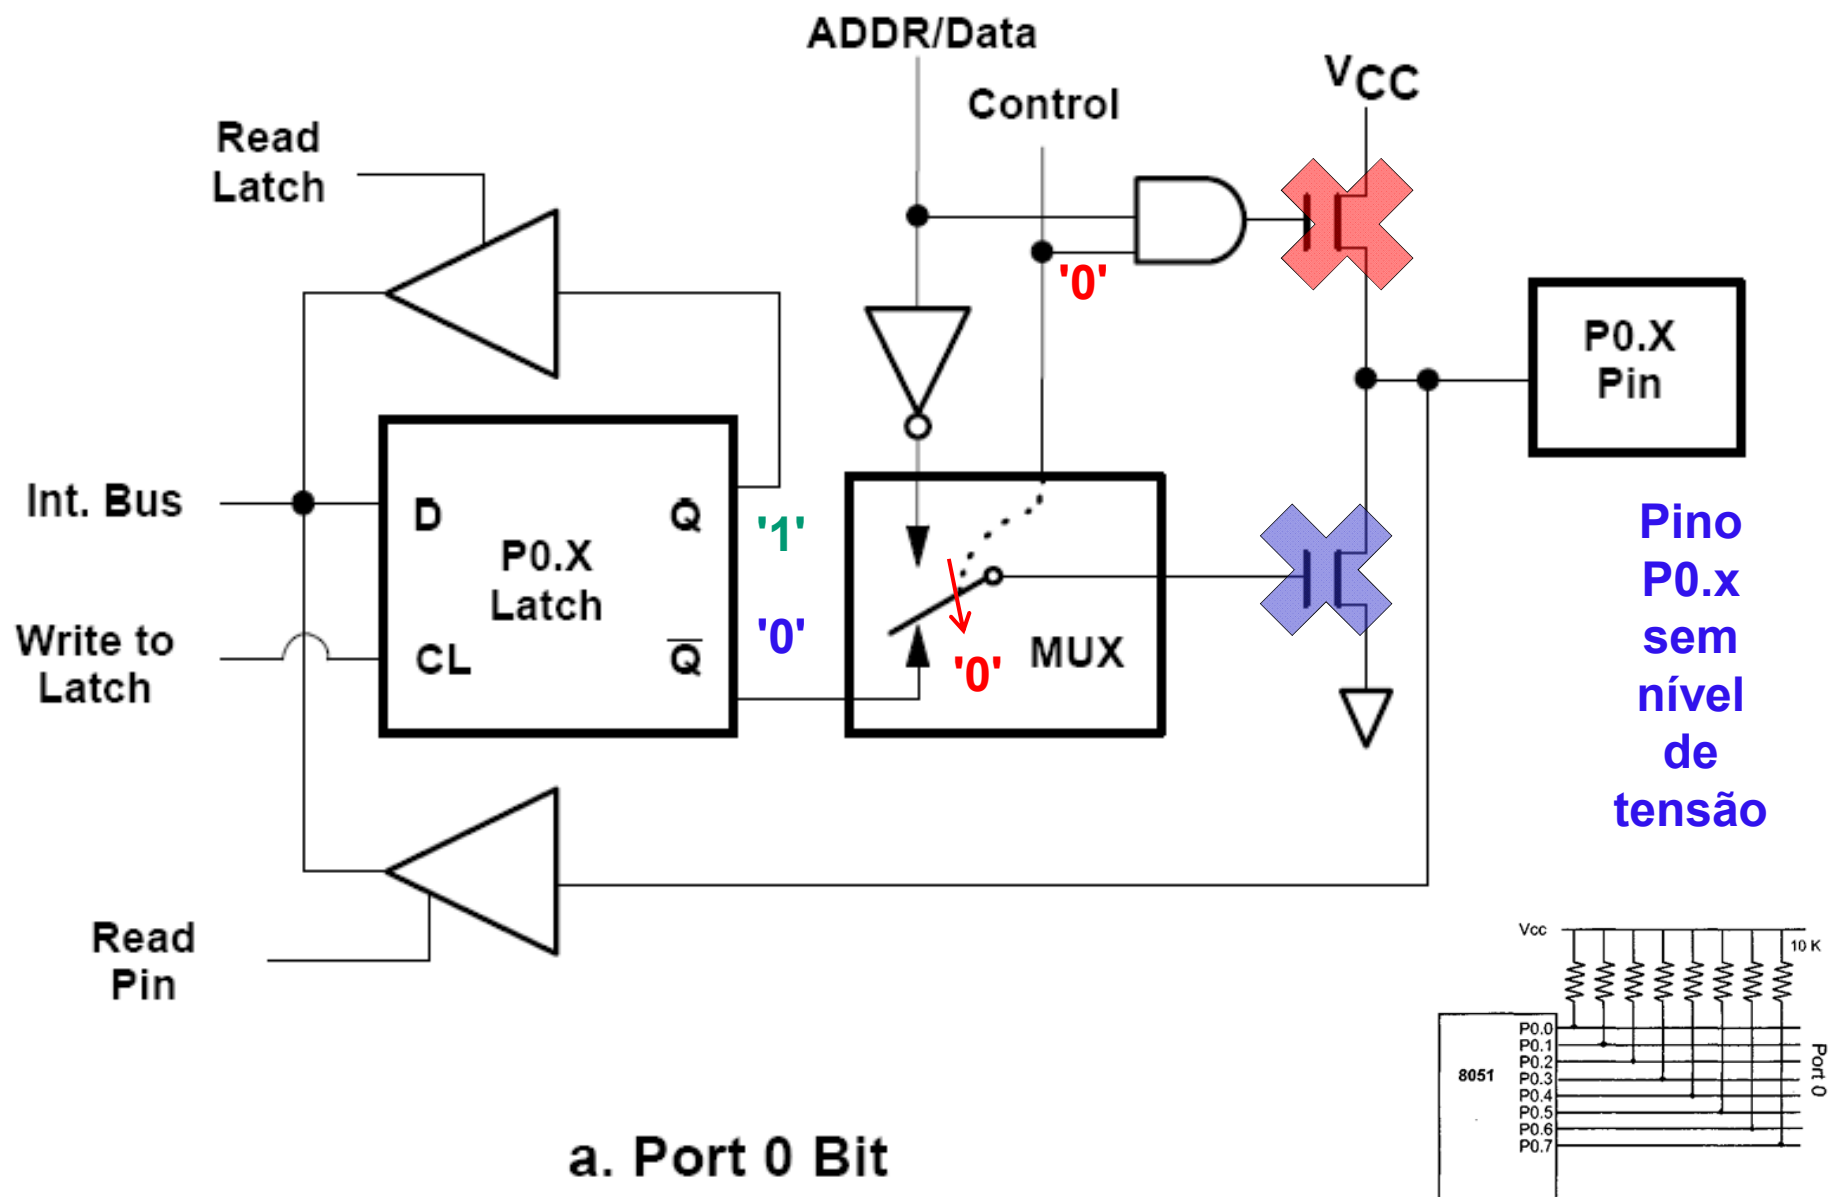 ADDR/Data
Control
VCC
Read
Latch
'0'
P0.X
Pin
Int. Bus
D
Q
'1'
P0.X
Latch
Write to
Latch
CL
Q
'0'
'0'
MUX
Pino
P0.x
sem
nível
de
tensão
Read
Pin
Vcc
10 K
8051
P0.0
P0.1
P0.2
P0.3
P0.4
P0.5
P0.6
P0.7
Port 0
a. Port 0 Bit